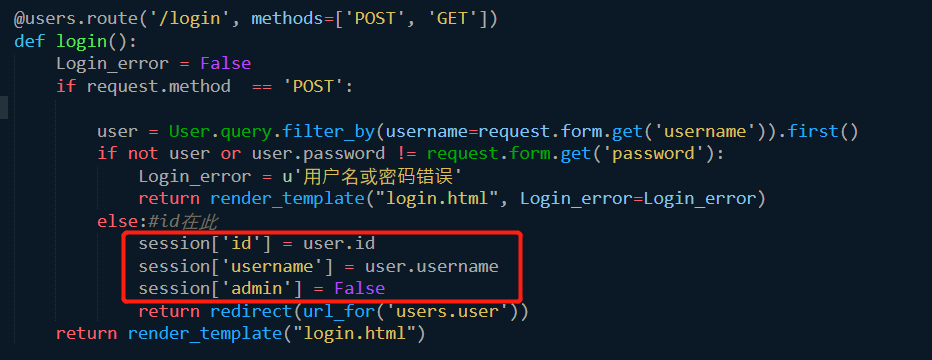 @users.route('/login', methods=['POST', 'GET'])
def login():
    Login_error = False
    if request.method  == 'POST':
        user = User.query.filter_by(username=request.form.get('username')).first()
        if not user or user.password != request.form.get('password'):
            Login_error = u'用户名或密码错误'
            return render_template("login.html", Login_error=Login_error)
        else:#id在此
            session['id'] = user.id
            session['username'] = user.username
            session['admin'] = False
            return redirect(url_for('users.user'))
    return render_template("login.html")